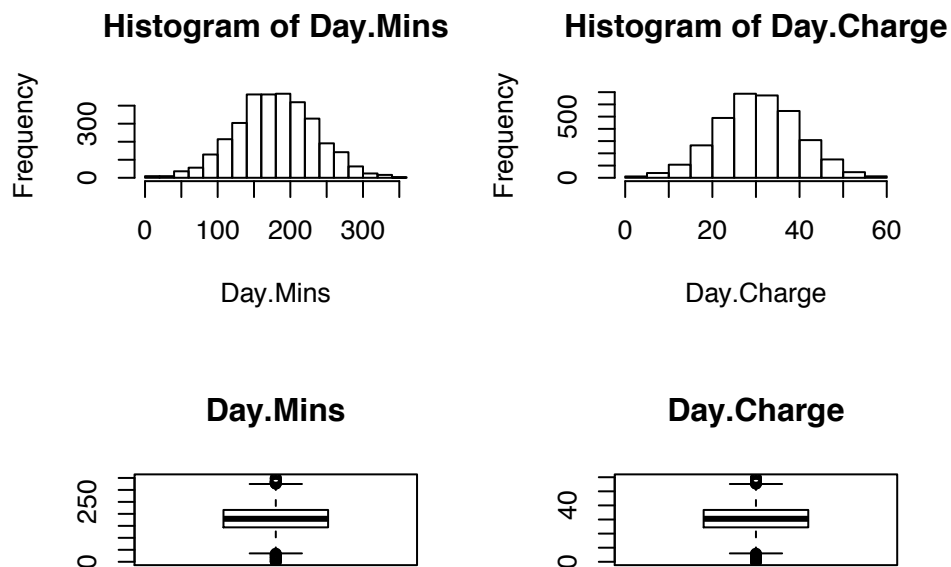 Histogram of Day.Mins
Frequency
0 300
0 100 200 300
Day.Mins
Histogram of Day.Charge
Frequency
0 500
0 20 40 60
Day.Charge
Day.Mins
0 250
Day.Charge
0 40